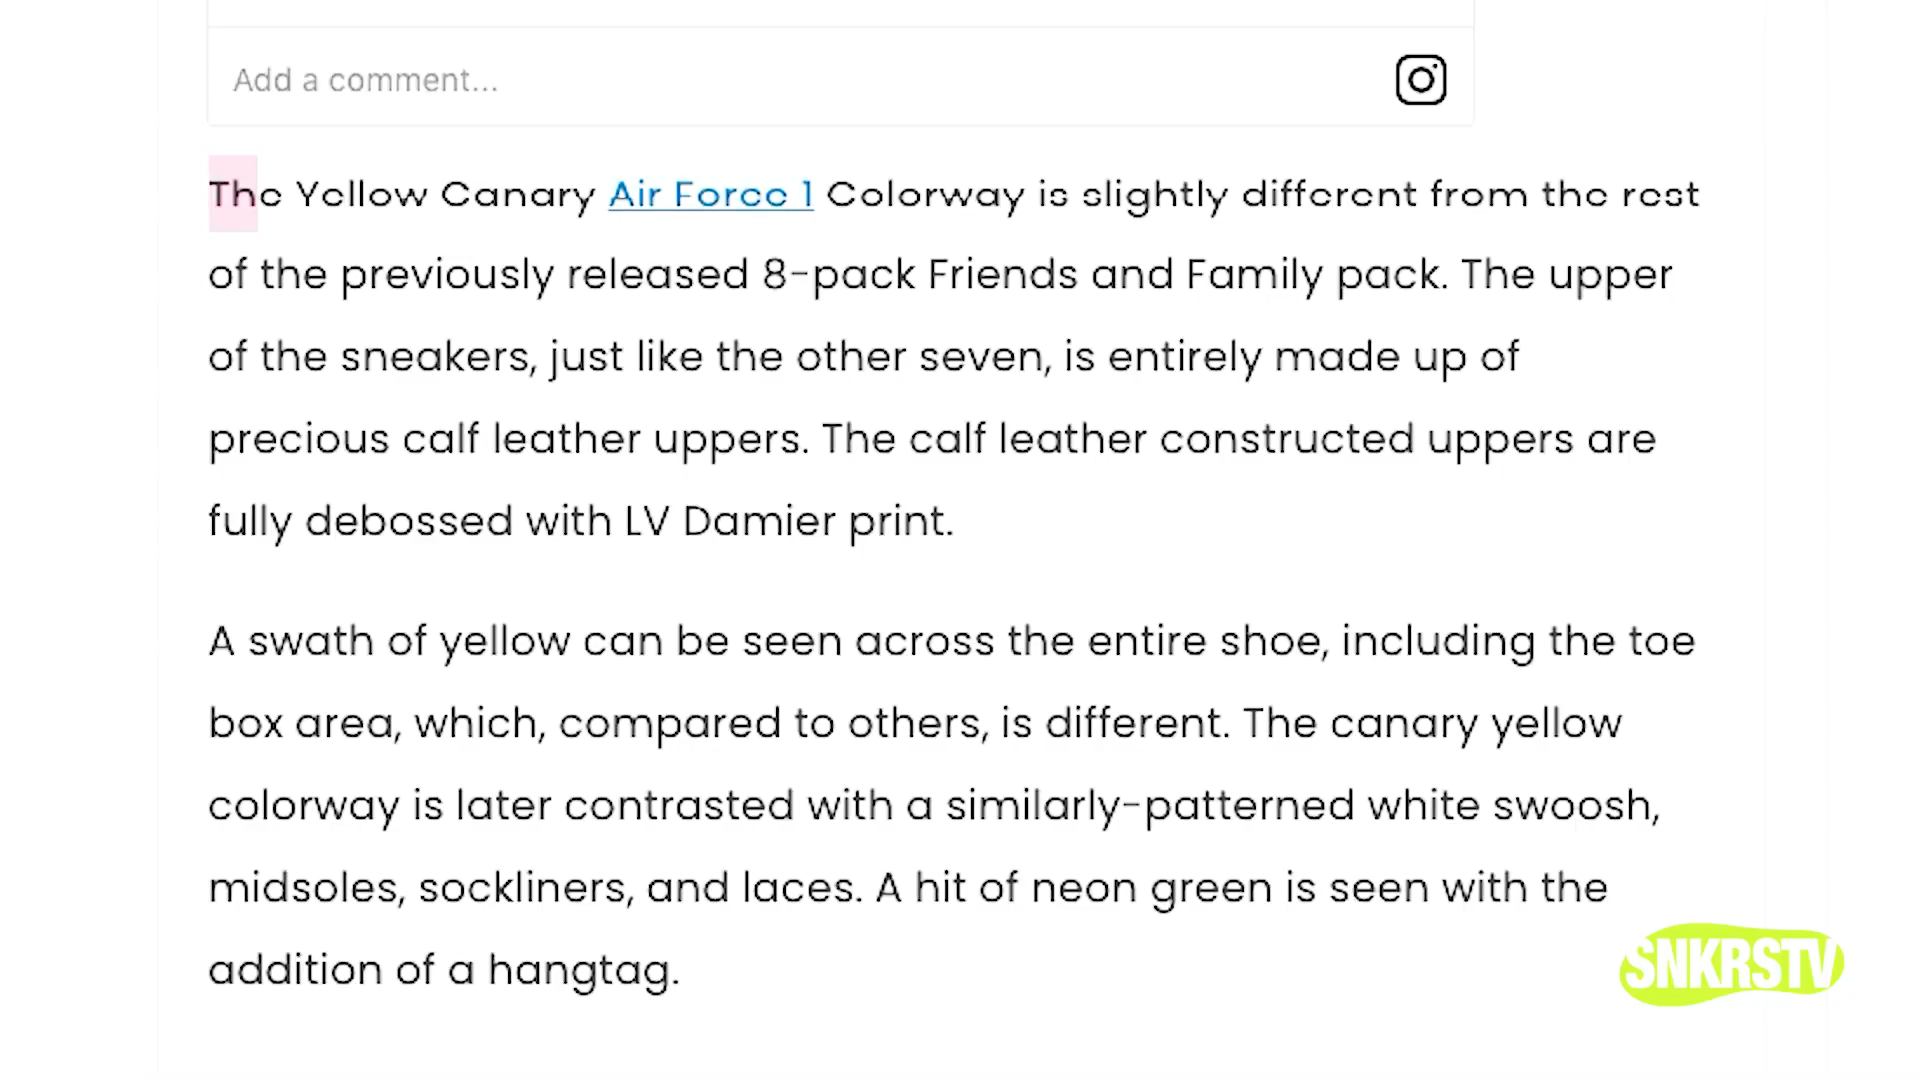 Add a comment...
The Yellow Canary Air Force 1 Colorway is slightly different from the rest
of the previously released 8-pack Friends and Family pack. The upper
of the sneakers, just like the other seven, is entirely made up of
precious calf leather uppers. The calf leather constructed uppers are
fully debossed with LV Damier print.
A swath of yellow can be seen across the entire shoe, including the toe
box area, which, compared to others, is different. The canary yellow
colorway is later contrasted with a similarly-patterned white swoosh,
midsoles, sockliners, and laces. A hit of neon green is seen with the
addition of a hangtag.
SNKRSTV